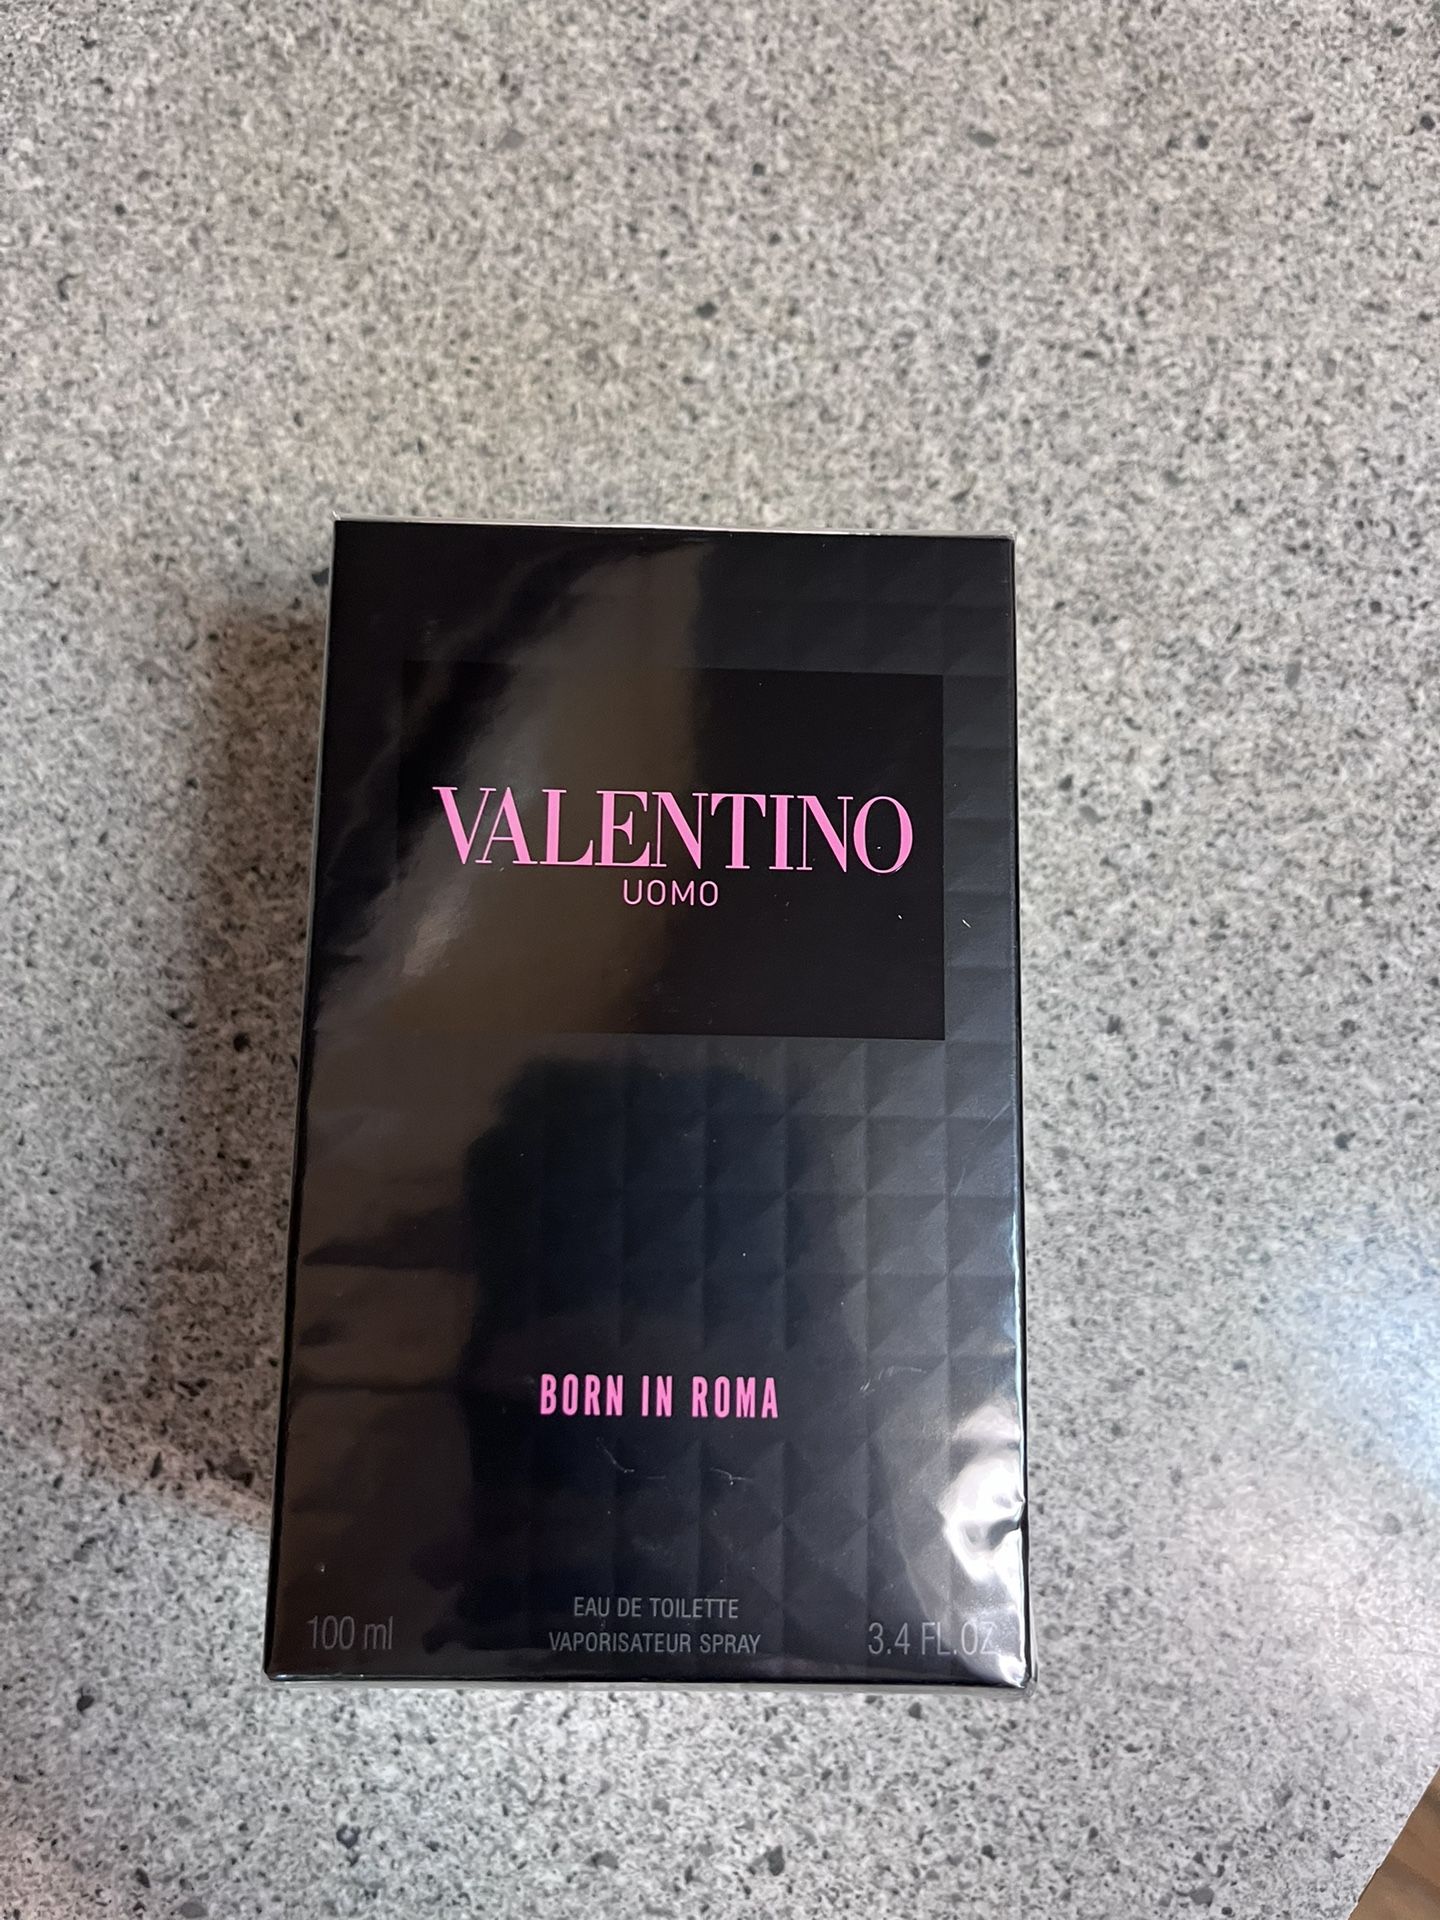 VALENTINO
UOMO
BORN IN ROMA
EAU DE TOILETTE
100 ml VAPORISATEUR SPRAY 3.4 FL.OZ